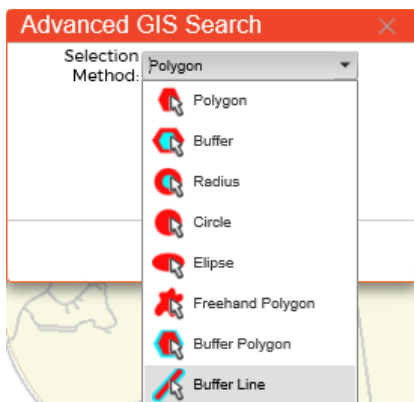 Advanced GIS Search
Selection Method:
Polygon
Polygon
Buffer
Radius
Circle
Elipse
Freehand Polygon
Buffer Polygon
Buffer Line